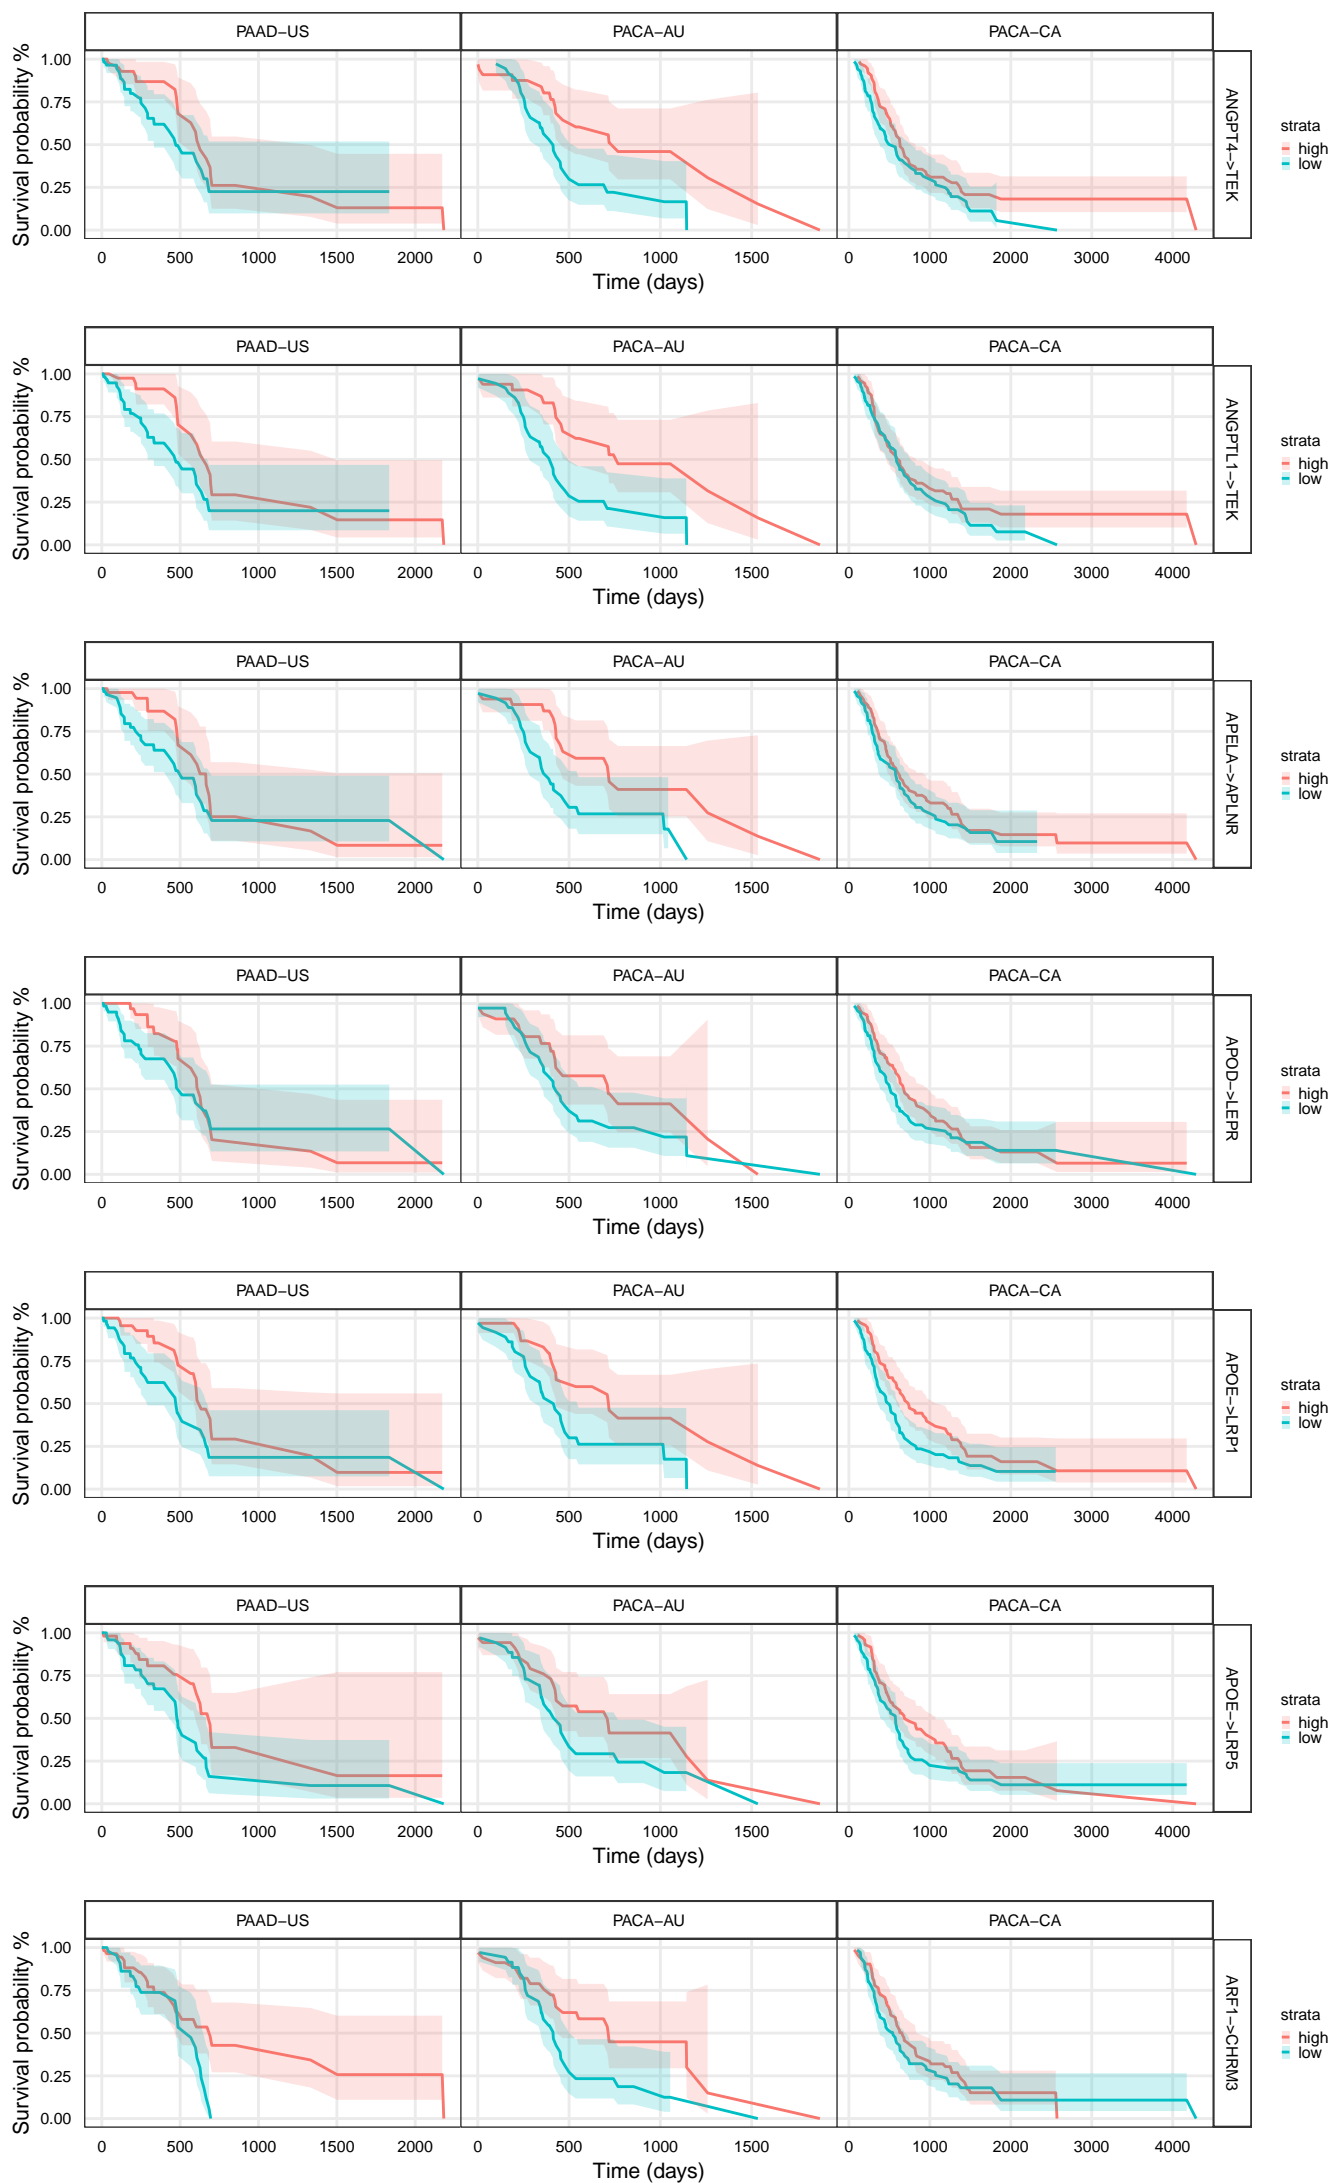 PAAD−US PACA−AU PACA−CA
Survival probability %
1.00
0.75
0.50
0.25
0.00
ANGPT4−>TEK
strata
high
low
0 500 1000 1500 2000 0 500 1000 1500 0 1000 2000 3000 4000
Time (days)
PAAD−US PACA−AU PACA−CA
Survival probability %
1.00
0.75
0.50
0.25
0.00
ANGPTL1−>TEK
strata
high
low
0 500 1000 1500 2000 0 500 1000 1500 0 1000 2000 3000 4000
Time (days)
PAAD−US PACA−AU PACA−CA
Survival probability %
1.00
0.75
0.50
0.25
0.00
APELA−>APLNR
strata
high
low
0 500 1000 1500 2000 0 500 1000 1500 0 1000 2000 3000 4000
Time (days)
PAAD−US PACA−AU PACA−CA
Survival probability %
1.00
0.75
0.50
0.25
0.00
APOD−>LEPR
strata
high
low
0 500 1000 1500 2000 0 500 1000 1500 0 1000 2000 3000 4000
Time (days)
PAAD−US PACA−AU PACA−CA
Survival probability %
1.00
0.75
0.50
0.25
0.00
APOE−>LRP1
strata
high
low
0 500 1000 1500 2000 0 500 1000 1500 0 1000 2000 3000 4000
Time (days)
PAAD−US PACA−AU PACA−CA
Survival probability %
1.00
0.75
0.50
0.25
0.00
APOE−>LRP5
strata
high
low
0 500 1000 1500 2000 0 500 1000 1500 0 1000 2000 3000 4000
Time (days)
PAAD−US PACA−AU PACA−CA
Survival probability %
1.00
0.75
0.50
0.25
0.00
ARF1−>CHRM3
strata
high
low
0 500 1000 1500 2000 0 500 1000 1500 0 1000 2000 3000 4000
Time (days)